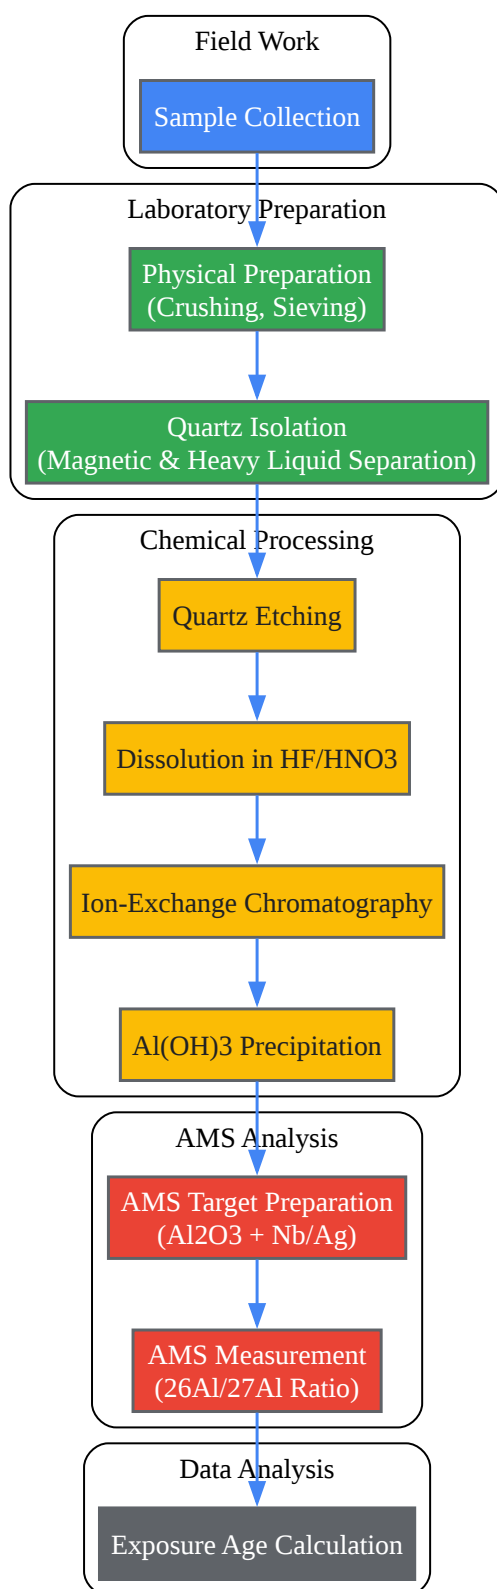 Field Work
Sample Collection
Laboratory Preparation
Physical Preparation
(Crushing, Sieving)
Quartz Isolation
(Magnetic & Heavy Liquid Separation)
Chemical Processing
Quartz Etching
Dissolution in HF/HNO3
Ion-Exchange Chromatography
Al(OH)3 Precipitation
AMS Analysis
AMS Target Preparation
(Al2O3 + Nb/Ag)
AMS Measurement
(26Al/27Al Ratio)
Data Analysis
Exposure Age Calculation